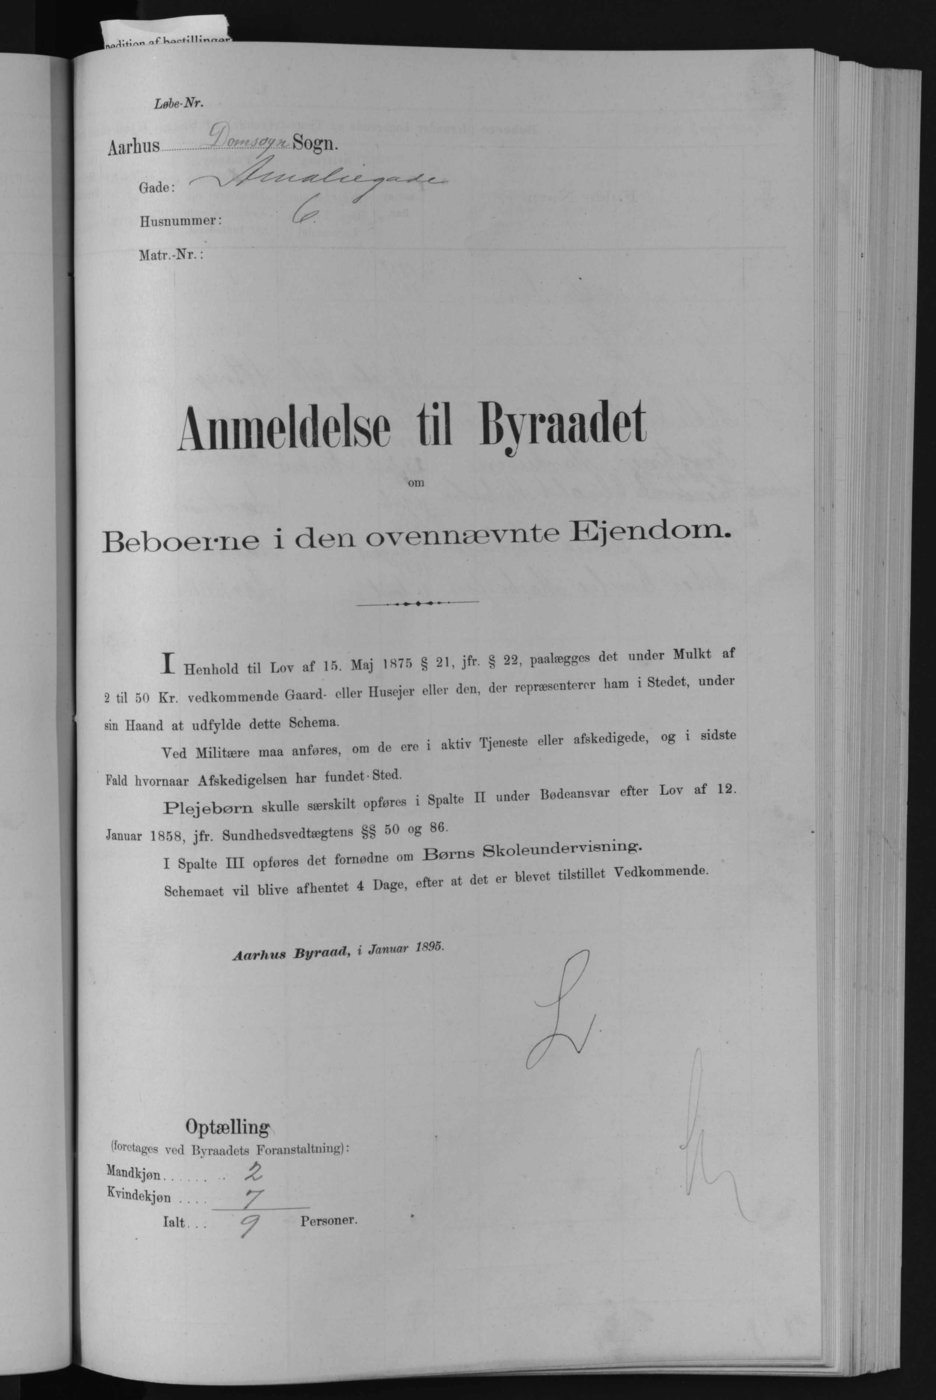 pedition af bestillinger
Løbe-Nr.
Aarhus Domsogn Sogn.
Gade: Amaliegade
Husnummer: 6.
Matr.-Nr.:
Anmeldelse til Byraadet
om
Beboerne i den ovennævnte Ejendom.
I Henhold til Lov af 15. Maj 1875 § 21, jfr. § 22, paalægges det under Mulkt af
2 til 50 Kr. vedkommende Gaard- eller Husejer eller den, der repræsenterer ham i Stedet, under
sin Haand at udfylde dette Schema.
Ved Militære maa anføres, om de ere i aktiv Tjeneste eller afskedigede, og i sidste
Fald hvornaar Afskedigelsen har fundet Sted.
Plejebørn skulle særskilt opføres i Spalte II under Bødeansvar efter Lov af 12.
Januar 1858, jfr. Sundhedsvedtægtens §§ 50 og 86.
I Spalte III opføres det fornødne om Børns Skoleundervisning.
Schemaet vil blive afhentet 4 Dage, efter at det er blevet tilstillet Vedkommende.
Aarhus Byraad, i Januar 1895.
Optælling
(foretages ved Byraadets Foranstaltning):
Mandkjøn....... 2
Kvindekjøn .... 7
Ialt... 9 Personer.